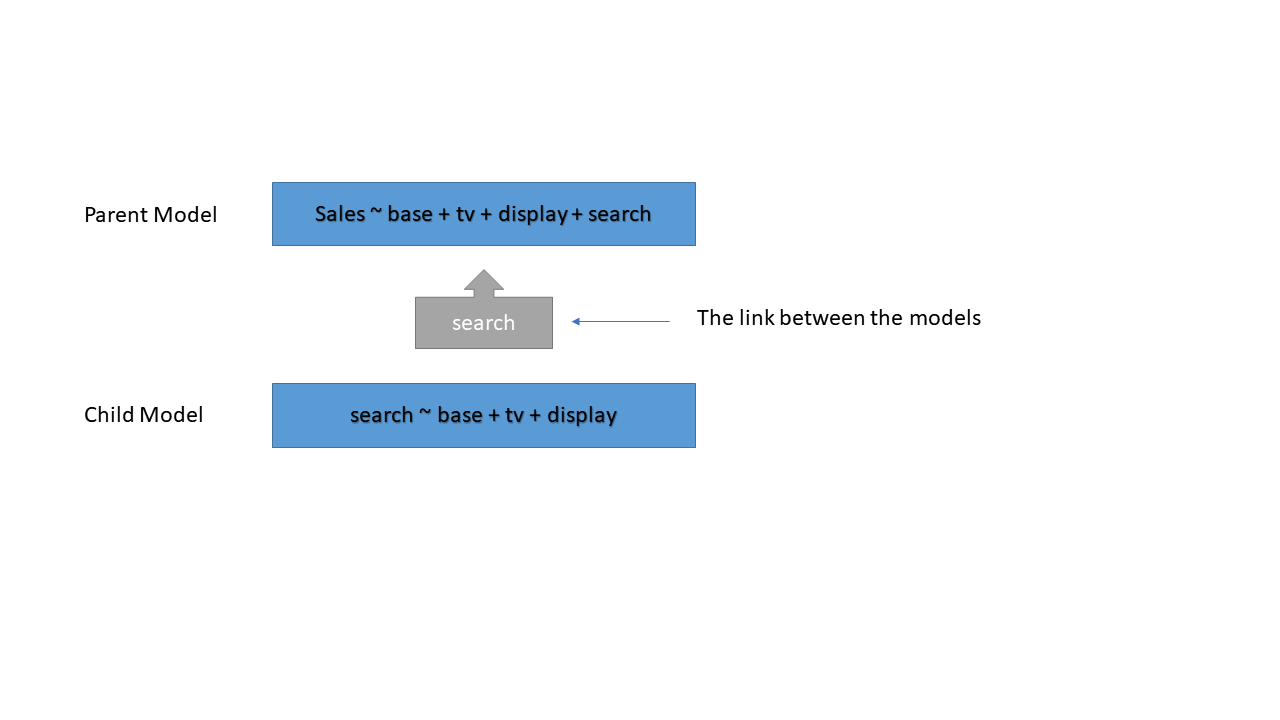 Parent Model
Sales ~ base + tv + display + search
search
The link between the models
Child Model
search ~ base + tv + display